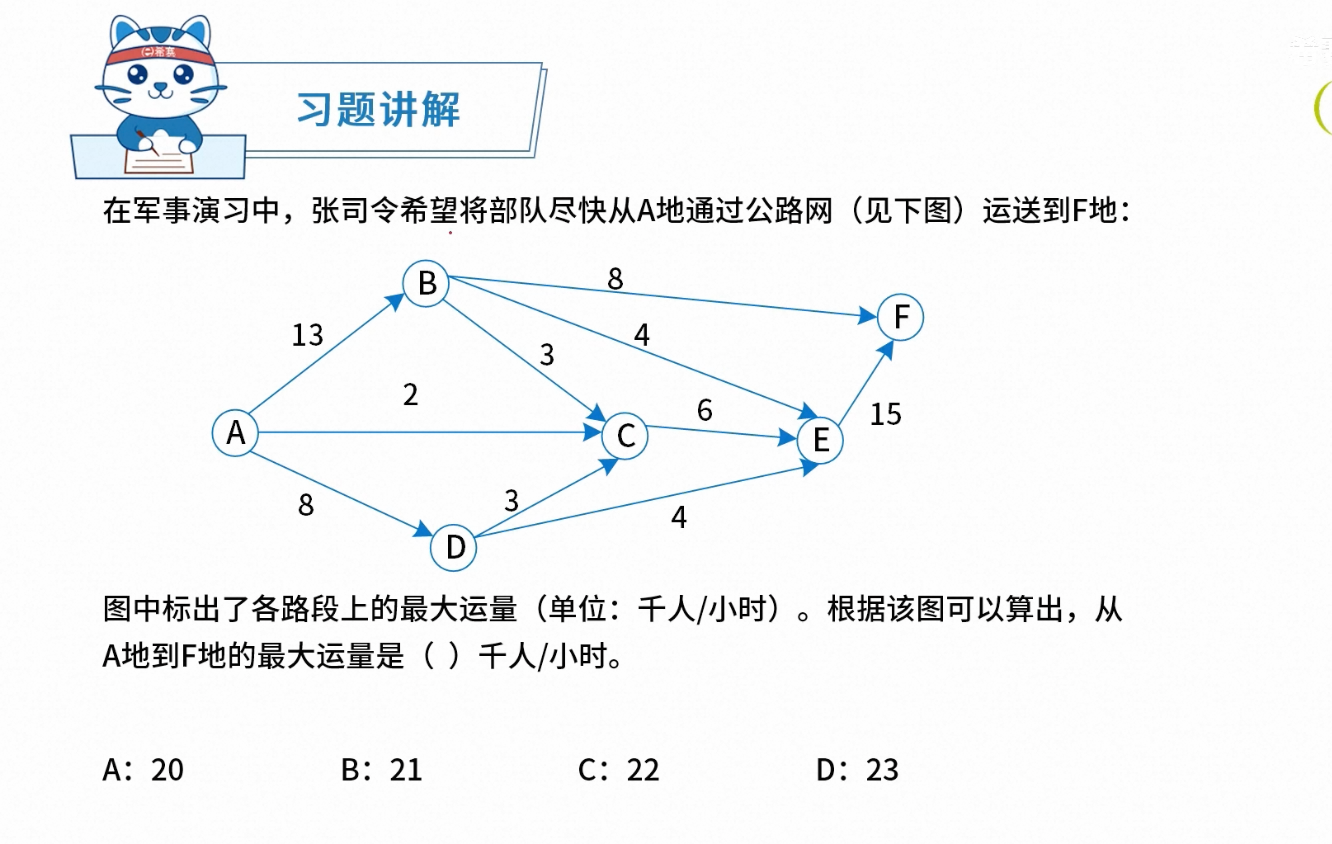 希赛
习题讲解
在军事演习中，张司令希望将部队尽快从A地通过公路网（见下图）运送到F地：
B
8
F
13
4
3
2
15
A
C
6
E
8
3
4
D
图中标出了各路段上的最大运量（单位：千人/小时）。根据该图可以算出，从
A地到F地的最大运量是（ ）千人/小时。
A：20 B：21 C：22 D：23